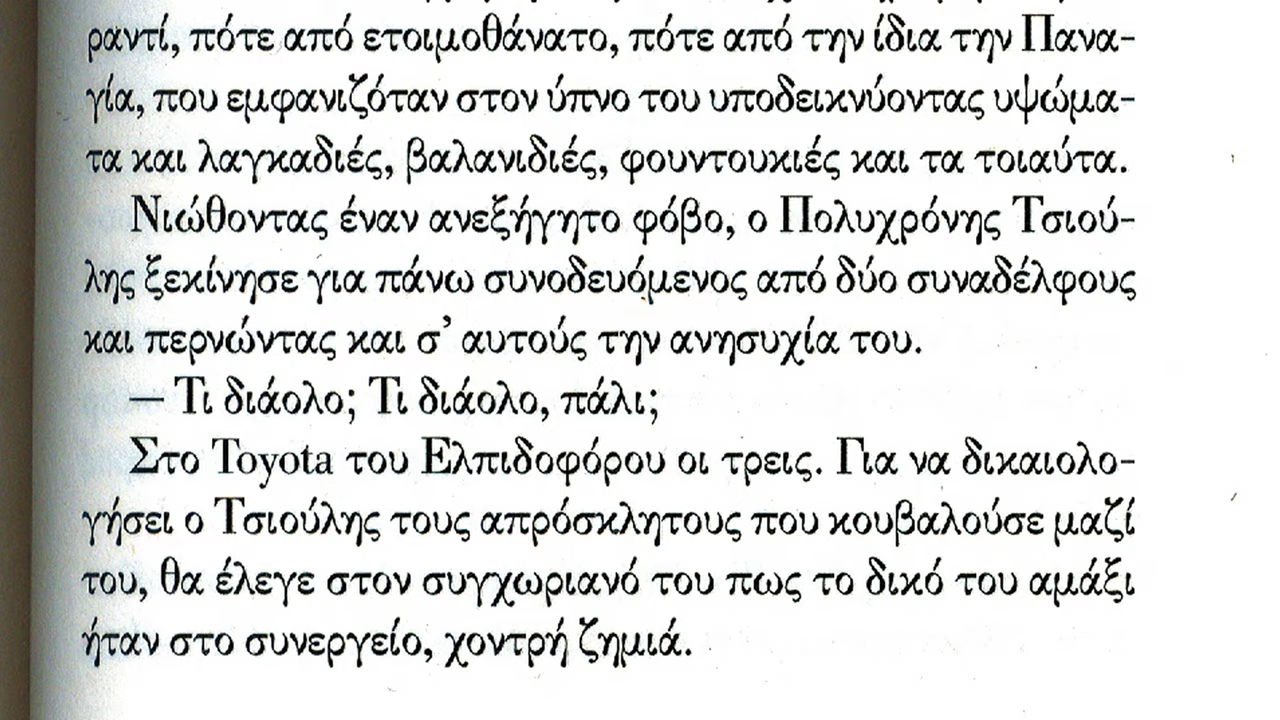 ραντί, πότε από ετοιμοθάνατο, πότε από την ίδια την Πανα-
γία, που εμφανιζόταν στον ύπνο του υποδεικνύοντας υψώμα-
τα και λαγκαδιές, βαλανιδιές, φουντουκιές και τα τοιαύτα.
Νιώθοντας έναν ανεξήγητο φόβο, ο Πολυχρόνης Τσιού-
λης ξεκίνησε για πάνω συνοδευόμενος από δύο συναδέλφους
και περνώντας και σ’ αυτούς την ανησυχία του.
— Τι διάολο; Τι διάολο, πάλι;
Στο Toyota του Ελπιδοφόρου οι τρεις. Για να δικαιολο-
γήσει ο Τσιούλης τους απρόσκλητους που κουβαλούσε μαζί
του, θα έλεγε στον συγχωριανό του πως το δικό του αμάξι
ήταν στο συνεργείο, χοντρή ζημιά.